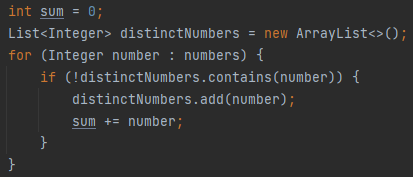 int sum = 0;
List<Integer> distinctNumbers = new ArrayList<>();
for (Integer number : numbers) {
    if (!distinctNumbers.contains(number)) {
        distinctNumbers.add(number);
        sum += number;
    }
}